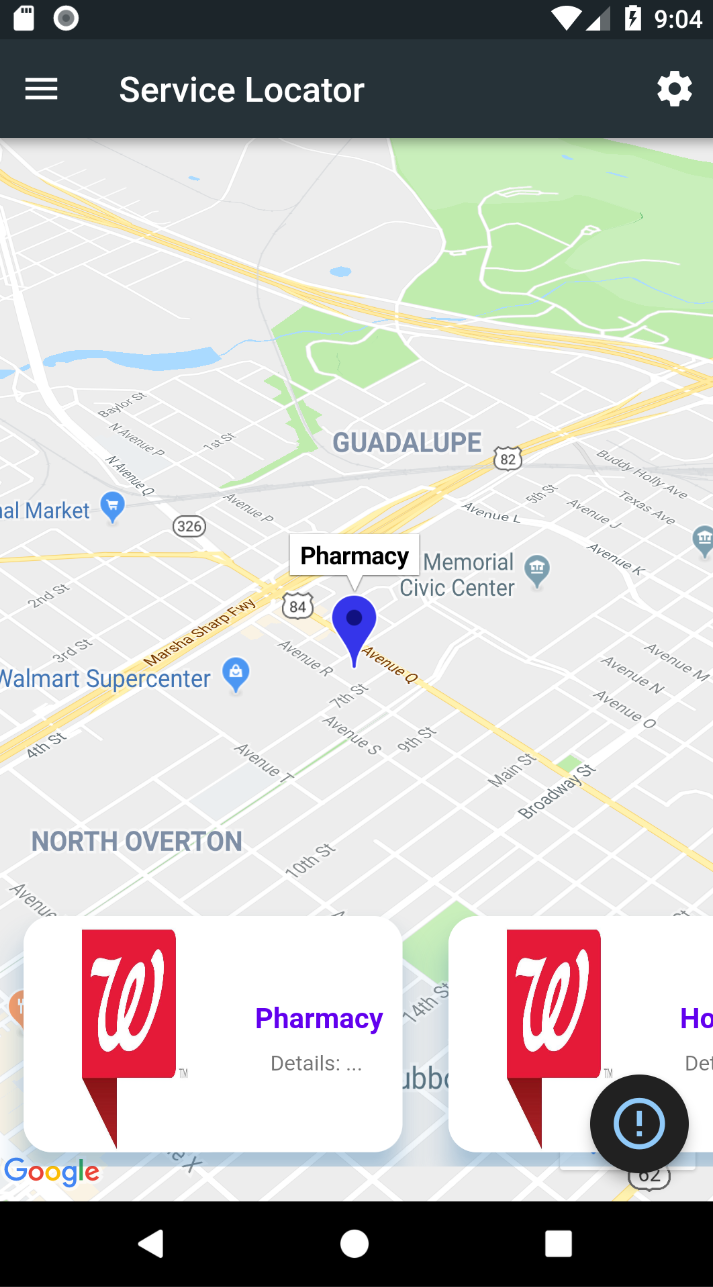 9:04
Service Locator
Baylor St
N Avenue P
1st St
GUADALUPE
82
N Avenue Q
Buddy Holly Ave
5th St
Texas Ave
nal Market
Avenue P
Avenue L
Avenue J
326
Pharmacy
Memorial
Civic Center
Avenue K
2nd St
84
Marsha Sharp Fwy
3rd St
Avenue R
Avenue Q
Avenue M
Avenue N
Walmart Supercenter
7th St
Avenue O
4th St
Avenue S
9th St
Avenue T
Main St
Broadway St
NORTH OVERTON
10th St
Avenue
W
TM
Pharmacy
Details: ...
14th St
ubbo
W
TM
Ho
Det
e X
Google
62